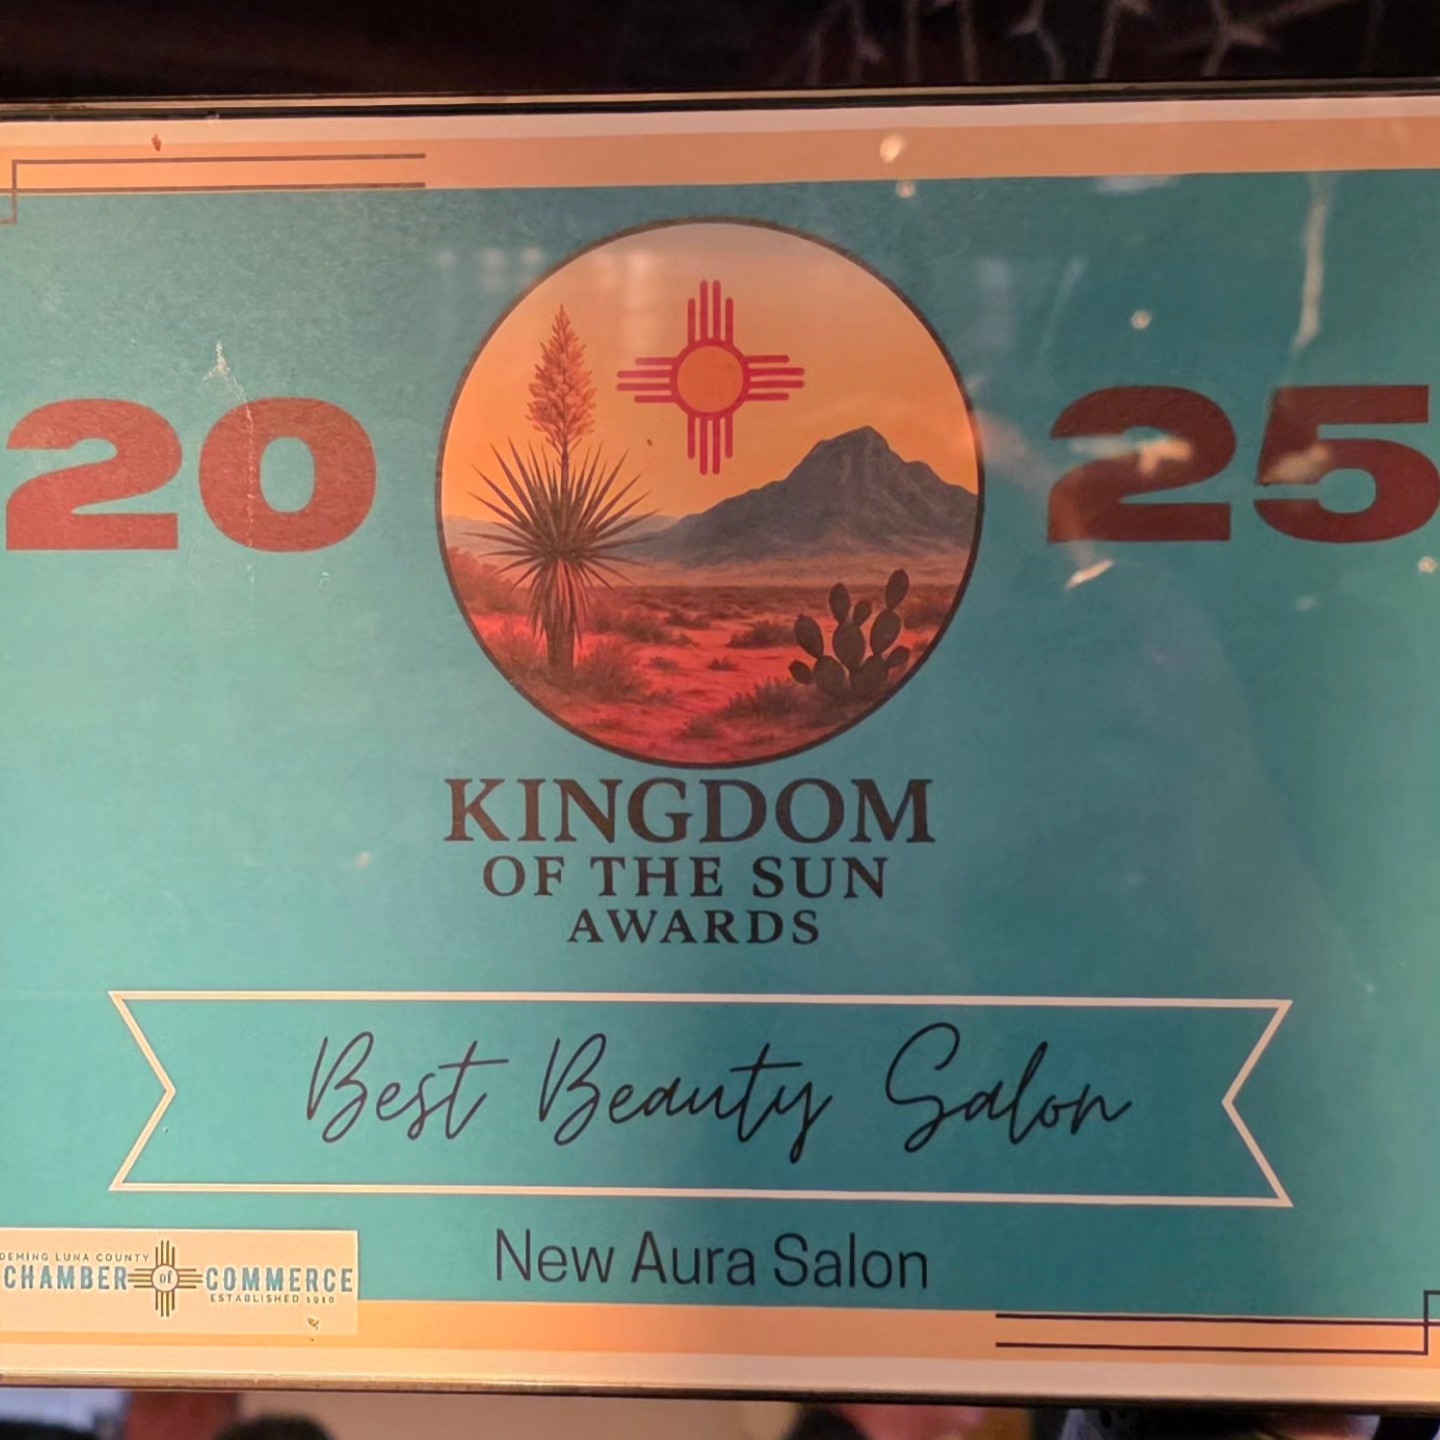 20 25
KINGDOM
OF THE SUN
AWARDS
Best Beauty Salon
New Aura Salon
DEMING LUNA COUNTY
CHAMBER of COMMERCE
ESTABLISHED 1910